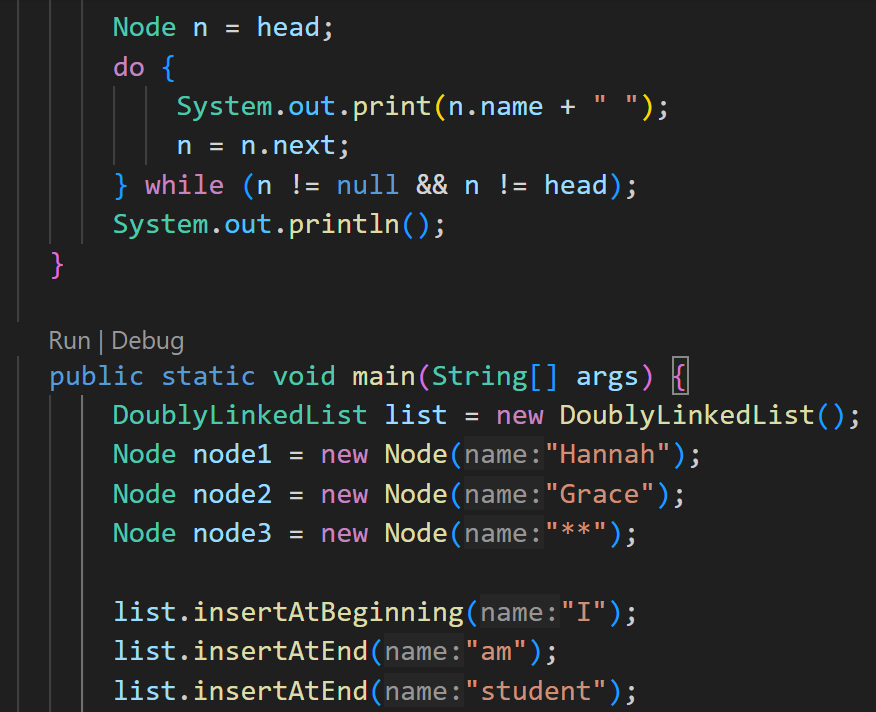 Node n = head;
do {
System.out.print(n.name + " ");
n = n.next;
} while (n != null && n != head);
System.out.println();
}
Run | Debug
public static void main(String[] args) {
DoublyLinkedList list = new DoublyLinkedList();
Node node1 = new Node(name:"Hannah");
Node node2 = new Node(name:"Grace");
Node node3 = new Node(name:"**");
list.insertAtBeginning(name:"I");
list.insertAtEnd(name:"am");
list.insertAtEnd(name:"student");